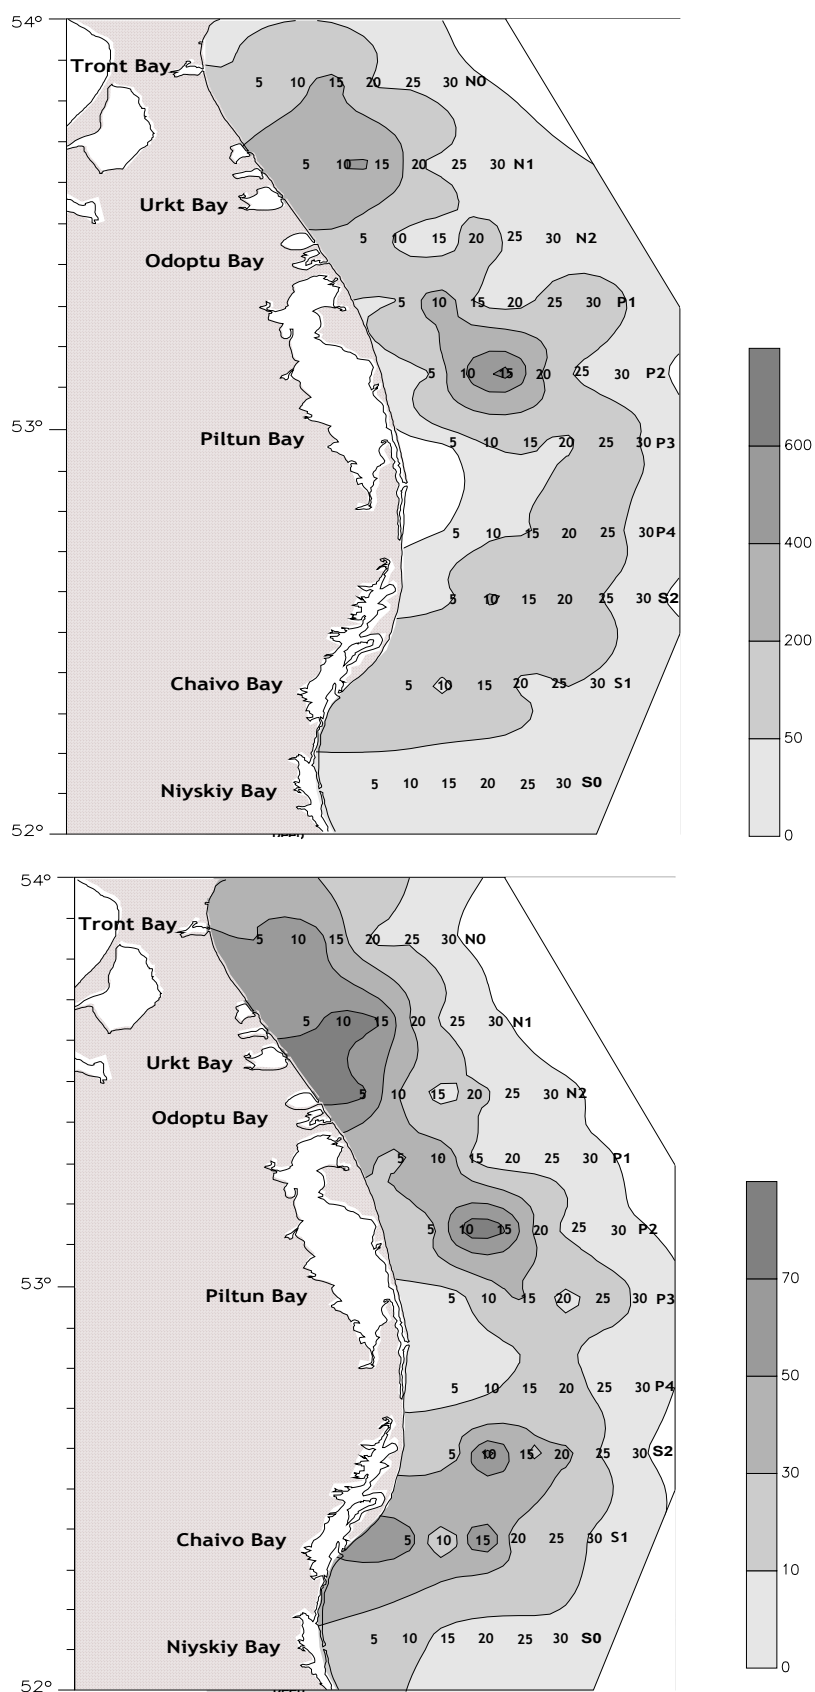 54°
Tront Bay
5 10 15 20 25 30 N0
5 10 15 20 25 30 N1
Urkt Bay
5 10 15 20 25 30 N2
Odoptu Bay
5 10 15 20 25 30 P1
5 10 15 20 25 30 P2
53°
Piltun Bay
5 10 15 20 25 30 P3
600
5 10 15 20 25 30 P4
400
5 10 15 20 25 30 S2
200
Chaivo Bay
5 10 15 20 25 30 S1
50
Niyskiy Bay
5 10 15 20 25 30 S0
52°
0
54°
Tront Bay
5 10 15 20 25 30 N0
5 10 15 20 25 30 N1
Urkt Bay
5 10 15 20 25 30 N2
Odoptu Bay
5 10 15 20 25 30 P1
5 10 15 20 25 30 P2
53°
70
Piltun Bay
5 10 15 20 25 30 P3
50
5 10 15 20 25 30 P4
5 10 15 20 25 30 S2
30
Chaivo Bay
5 10 15 20 25 30 S1
10
Niyskiy Bay
5 10 15 20 25 30 S0
52°
0